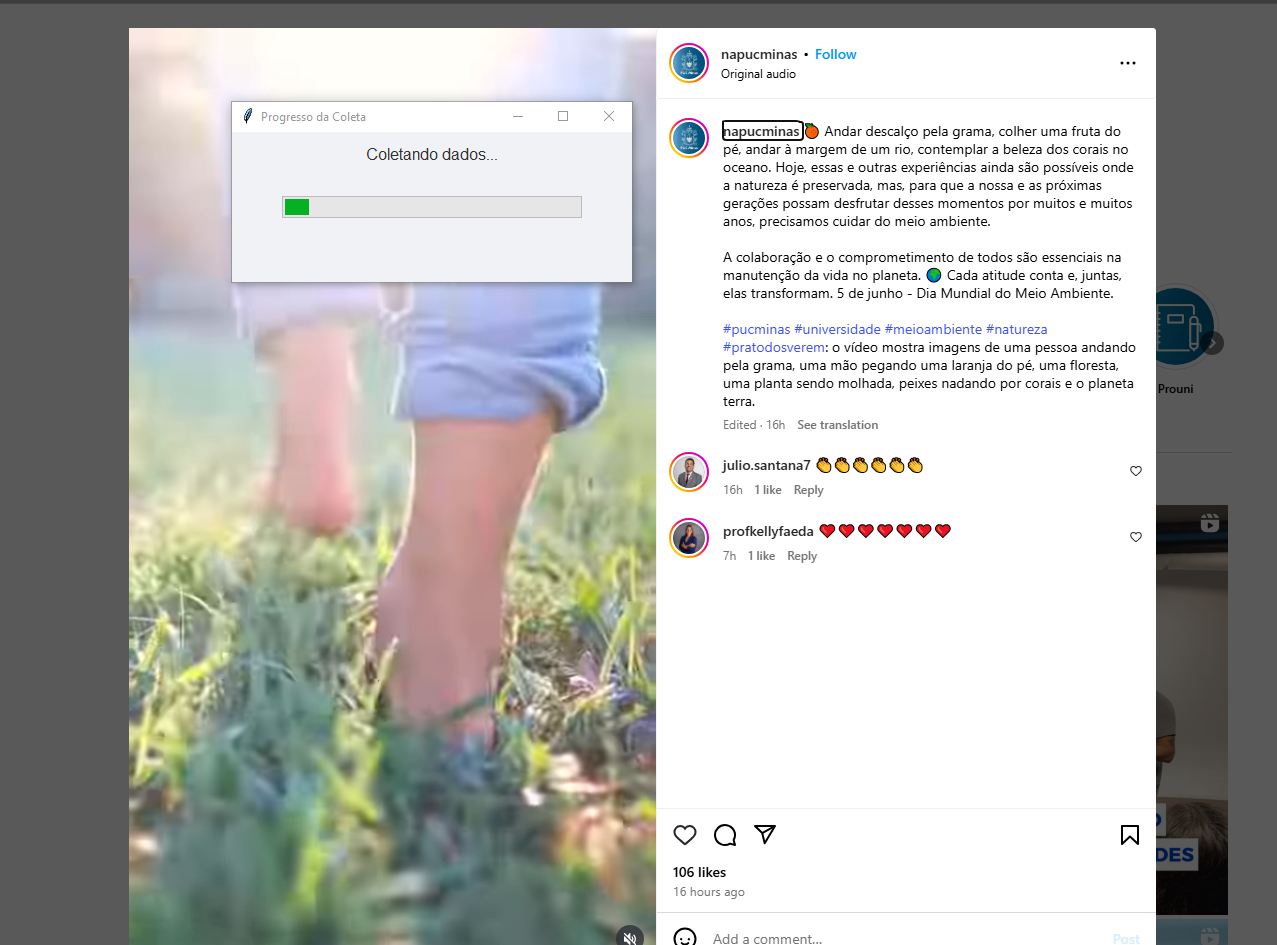 napucminas • Follow
Original audio
Progresso da Coleta
Coletando dados...
napucminas🍊 Andar descalço pela grama, colher uma fruta do
pé, andar à margem de um rio, contemplar a beleza dos corais no
oceano. Hoje, essas e outras experiências ainda são possíveis onde
a natureza é preservada, mas, para que a nossa e as próximas
gerações possam desfrutar desses momentos por muitos e muitos
anos, precisamos cuidar do meio ambiente.
A colaboração e o comprometimento de todos são essenciais na
manutenção da vida no planeta. 🌍 Cada atitude conta e, juntas,
elas transformam. 5 de junho - Dia Mundial do Meio Ambiente.
#pucminas #universidade #meioambiente #natureza
#pratodosverem: o vídeo mostra imagens de uma pessoa andando
pela grama, uma mão pegando uma laranja do pé, uma floresta,
uma planta sendo molhada, peixes nadando por corais e o planeta
terra.
Edited · 16h See translation
julio.santana7 👏👏👏👏👏👏
16h 1 like Reply
profkellyfaeda ❤️❤️❤️❤️❤️❤️❤️
7h 1 like Reply
106 likes
16 hours ago
Add a comment... Post
Prouni
DES